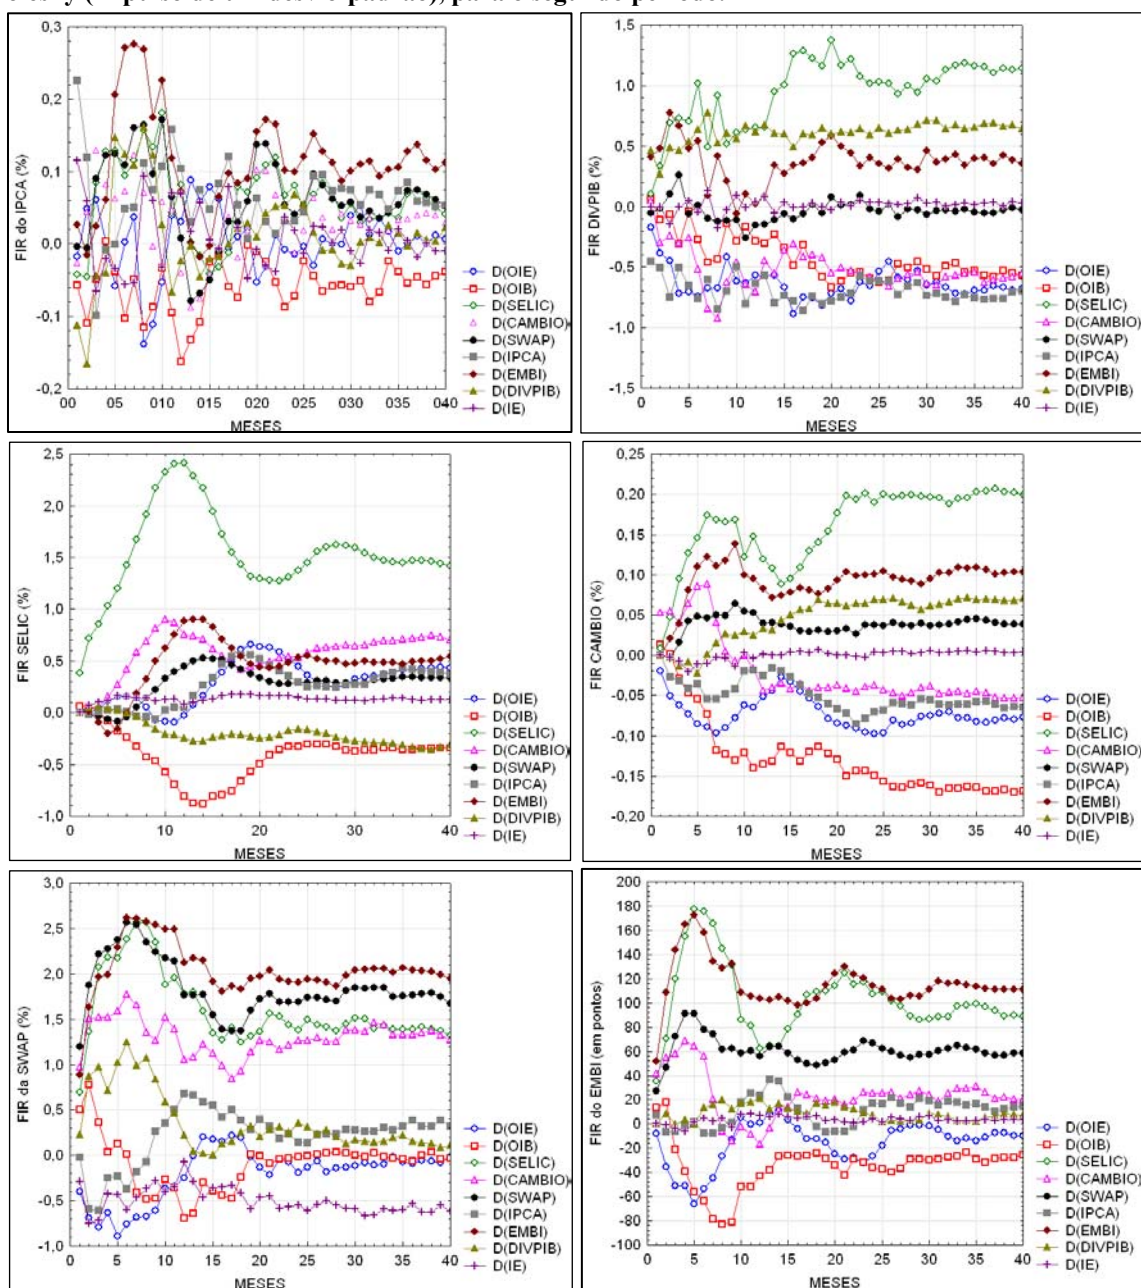 (impulso de um desvio-padrão), para o segundo período.
FIR do IPCA (%)
0,3
0,2
0,1
0,0
-0,1
-0,2
00 05 010 015 020 025 030 035 040
MESES
D(OIE)
D(OIB)
D(SELIC)
D(CAMBIO)
D(SWAP)
D(IPCA)
D(EMBI)
D(DIVPIB)
D(IE)
FIR DIVPIB (%)
1,5
1,0
0,5
0,0
-0,5
-1,0
-1,5
0 5 10 15 20 25 30 35 40
MESES
D(OIE)
D(OIB)
D(SELIC)
D(CAMBIO)
D(SWAP)
D(IPCA)
D(EMBI)
D(DIVPIB)
D(IE)
FIR SELIC (%)
2,5
2,0
1,5
1,0
0,5
0,0
-0,5
-1,0
0 10 20 30 40
MESES
D(OIE)
D(OIB)
D(SELIC)
D(CAMBIO)
D(SWAP)
D(IPCA)
D(EMBI)
D(DIVPIB)
D(IE)
FIR CAMBIO (%)
0,25
0,20
0,15
0,10
0,05
0,00
-0,05
-0,10
-0,15
-0,20
0 5 10 15 20 25 30 35 40
MESES
D(OIE)
D(OIB)
D(SELIC)
D(CAMBIO)
D(SWAP)
D(IPCA)
D(EMBI)
D(DIVPIB)
D(IE)
FIR da SWAP (%)
3,0
2,5
2,0
1,5
1,0
0,5
0,0
-0,5
-1,0
0 5 10 15 20 25 30 35 40
MESES
D(OIE)
D(OIB)
D(SELIC)
D(CAMBIO)
D(SWAP)
D(IPCA)
D(EMBI)
D(DIVPIB)
D(IE)
FIR do EMBI (em pontos)
200
180
160
140
120
100
80
60
40
20
0
-20
-40
-60
-80
-100
0 5 10 15 20 25 30 35 40
MESES
D(OIE)
D(OIB)
D(SELIC)
D(CAMBIO)
D(SWAP)
D(IPCA)
D(EMBI)
D(DIVPIB)
D(IE)